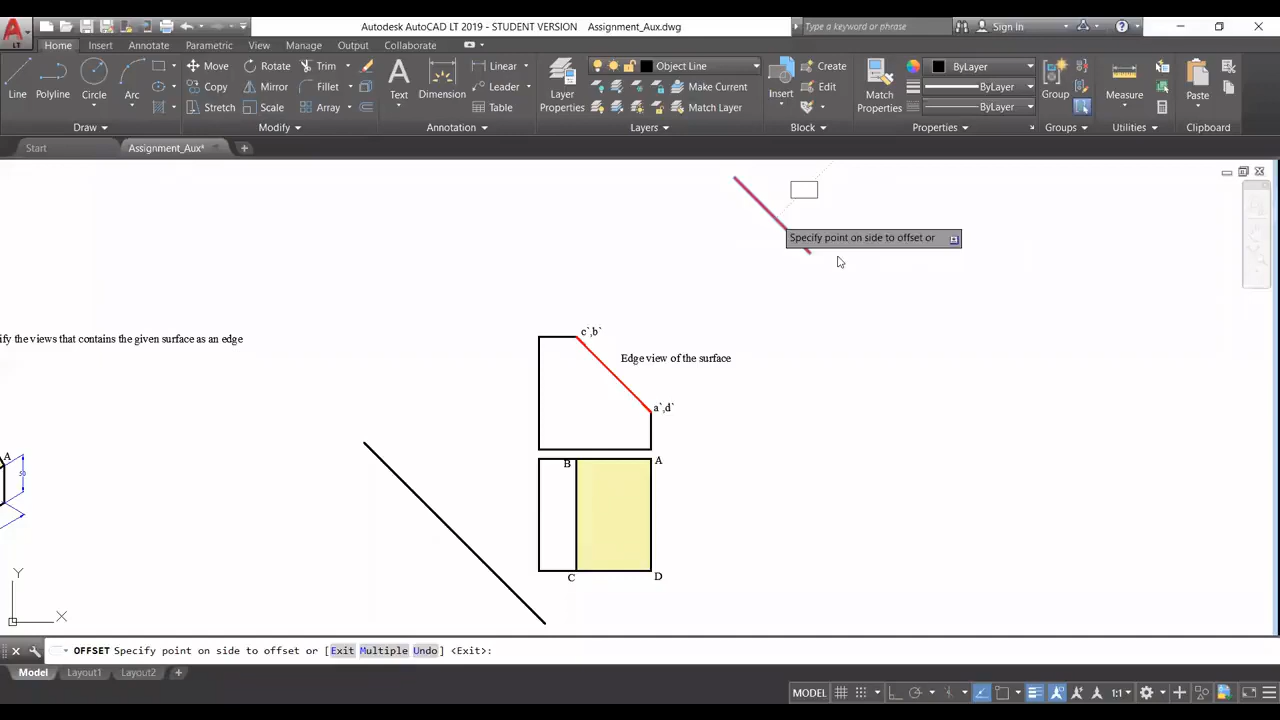 A LT
Autodesk AutoCAD LT 2019 - STUDENT VERSION Assignment_Aux.dwg
Type a keyword or phrase
Sign In
Home Insert Annotate Parametric View Manage Output Collaborate
Line Polyline Circle Arc
Move Rotate Trim
Copy Mirror Fillet
Stretch Scale Array
Text Dimension
Linear
Leader
Table
Layer Properties
Object Line
Make Current
Match Layer
Insert
Create
Edit
Match Properties
ByLayer
ByLayer
ByLayer
Group
Measure
Paste
Draw Modify Annotation Layers Block Properties Groups Utilities Clipboard
Start Assignment_Aux*
Specify point on side to offset or
c`,b`
ify the views that contains the given surface as an edge
Edge view of the surface
a`,d`
A
50
B A
C D
Y
X
OFFSET Specify point on side to offset or [Exit Multiple Undo] <Exit>:
Model Layout1 Layout2
MODEL 1:1